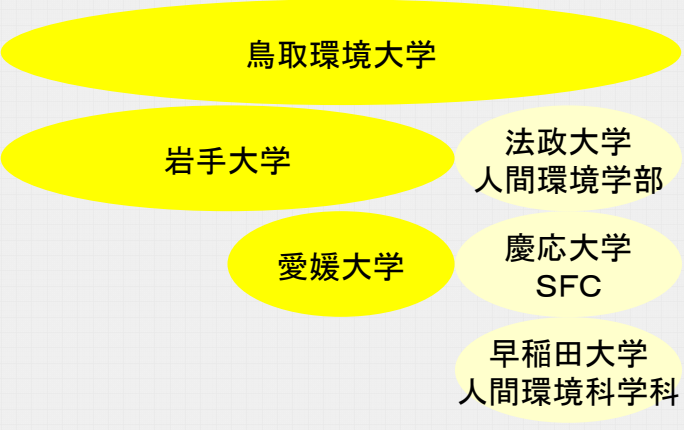 鳥取環境大学
岩手大学
法政大学
人間環境学部
愛媛大学
慶応大学
SFC
早稲田大学
人間環境科学科